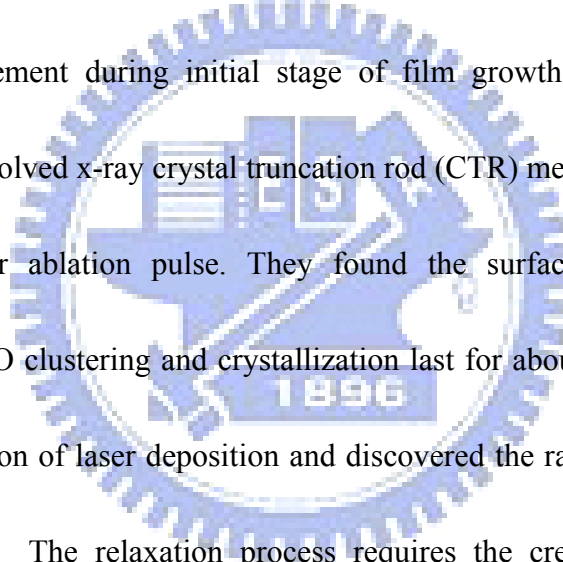 ement during initial stage of film growth
olved x-ray crystal truncation rod (CTR) me
r ablation pulse. They found the surfac
O clustering and crystallization last for abou
1896
on of laser deposition and discovered the ra
The relaxation process requires the cre